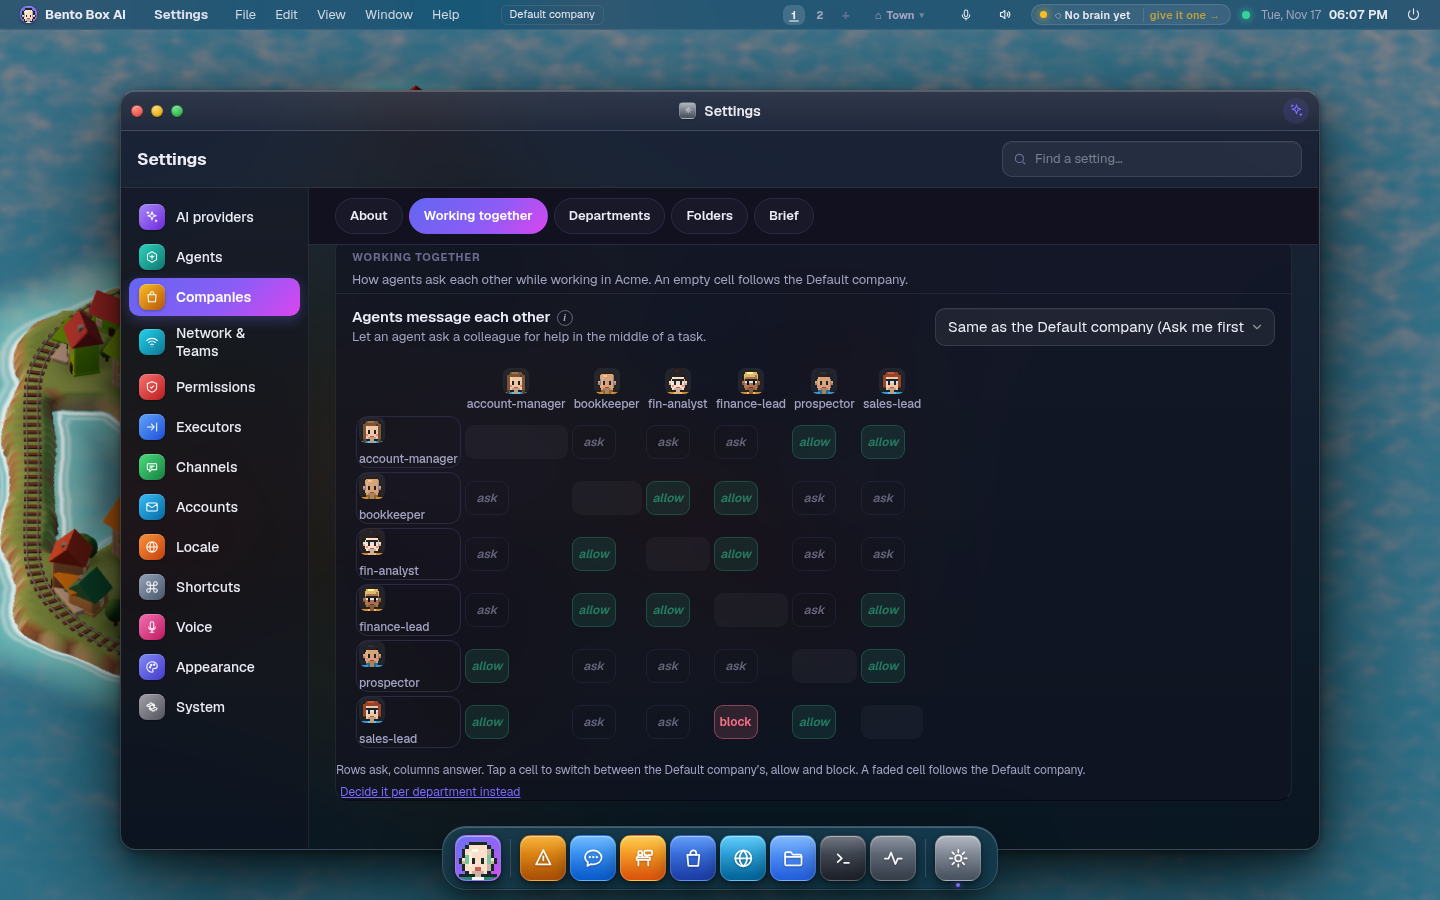 Bento Box AI
Settings
File
Edit
View
Window
Help
Default company
1
2
+
Town
No brain yet
give it one →
Tue, Nov 17
06:07 PM
Settings
Settings
Find a setting...
AI providers
Agents
Companies
Network &
Teams
Permissions
Executors
Channels
Accounts
Locale
Shortcuts
Voice
Appearance
System
About
Working together
Departments
Folders
Brief
WORKING TOGETHER
How agents ask each other while working in Acme. An empty cell follows the Default company.
Agents message each other i
Let an agent ask a colleague for help in the middle of a task.
Same as the Default company (Ask me first
account-manager bookkeeper fin-analyst finance-lead prospector sales-lead
account-manager ask ask ask allow allow
bookkeeper ask allow allow ask ask
fin-analyst ask allow allow ask ask
finance-lead ask allow allow ask allow
prospector allow ask ask ask allow
sales-lead allow ask ask block allow
Rows ask, columns answer. Tap a cell to switch between the Default company's, allow and block. A faded cell follows the Default company.
Decide it per department instead